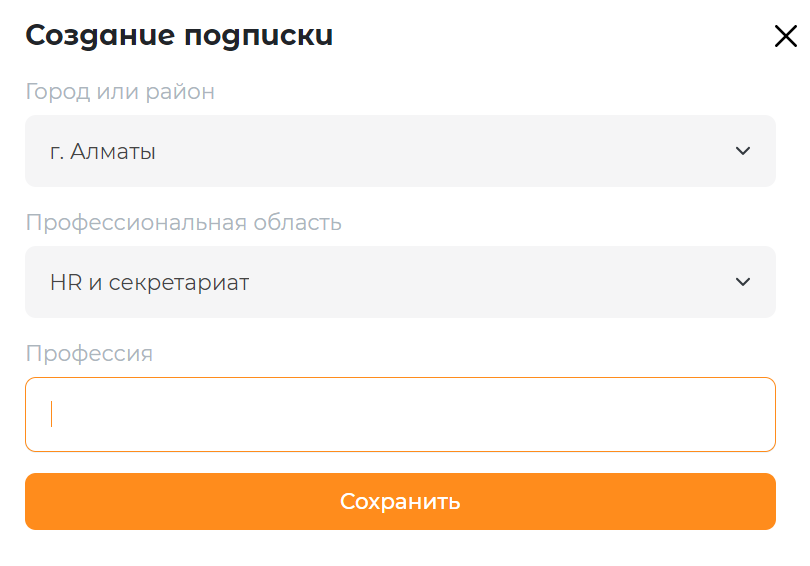 Создание подписки
Город или район
г. Алматы
Профессиональная область
HR и секретариат
Профессия
Сохранить